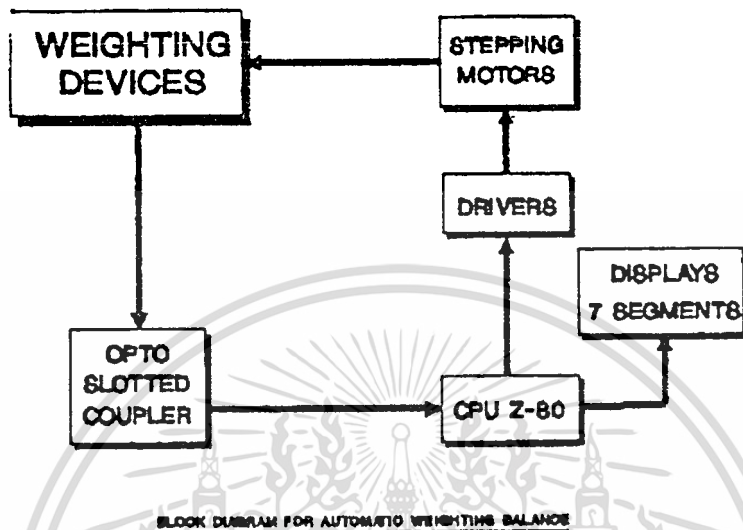 WEIGHTING
DEVICES
STEPPING
MOTORS
DRIVERS
DISPLAYS
7 SEGMENTS
OPTO
SLOTTED
COUPLER
CPU Z-80
BLOCK DIAGRAM FOR AUTOMATIC WEIGHTING BALANCE